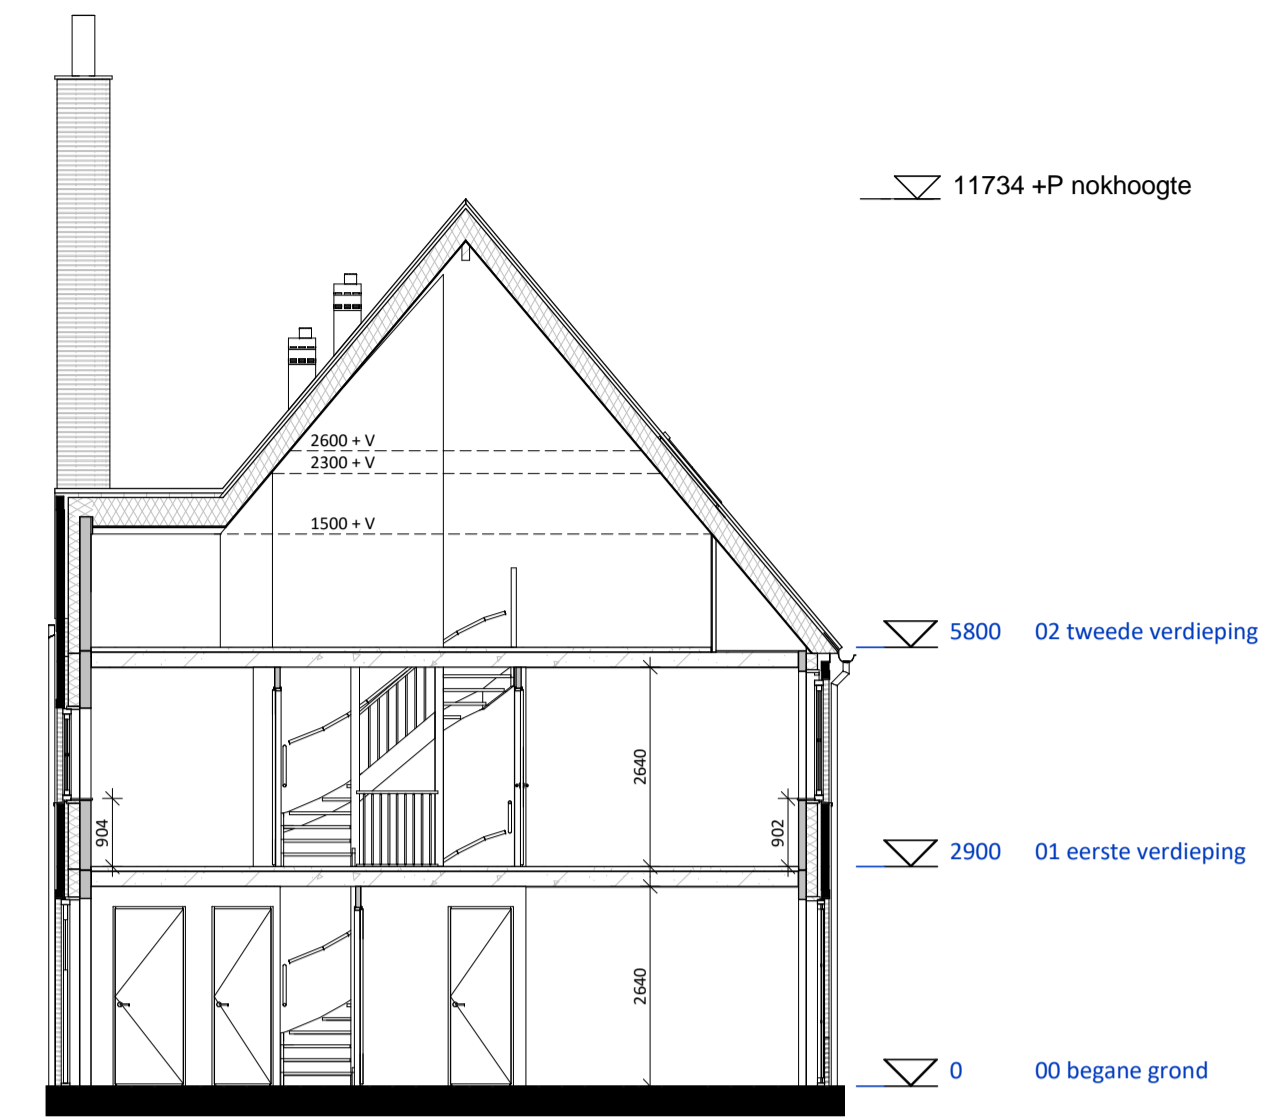 11734 +P nokhoogte
2600 + V
2300 + V
1500 + V
5800 02 tweede verdieping
2640
904
902
2900 01 eerste verdieping
2640
0 00 begane grond